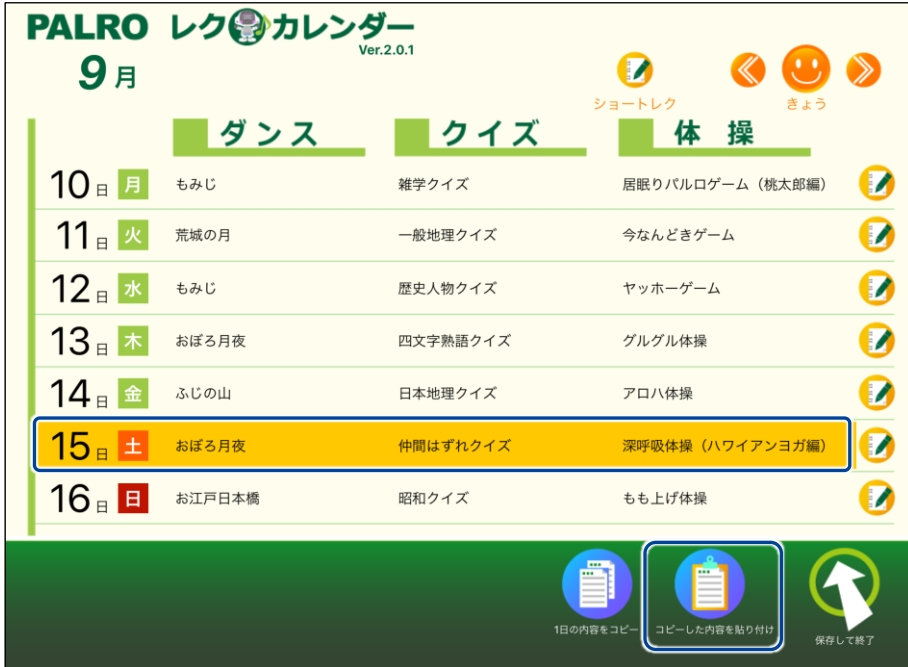 PALRO レクカレンダー
Ver.2.0.1
9月
ショートレク
きょう
ダンス クイズ 体操
10日 月 もみじ 雑学クイズ 居眠りパルロゲーム（桃太郎編）
11日 火 荒城の月 一般地理クイズ 今なんどきゲーム
12日 水 もみじ 歴史人物クイズ ヤッホーゲーム
13日 木 おぼろ月夜 四文字熟語クイズ グルグル体操
14日 金 ふじの山 日本地理クイズ アロハ体操
15日 土 おぼろ月夜 仲間はずれクイズ 深呼吸体操（ハワイアンヨガ編）
16日 日 お江戸日本橋 昭和クイズ もも上げ体操
1日の内容をコピー コピーした内容を貼り付け 保存して終了